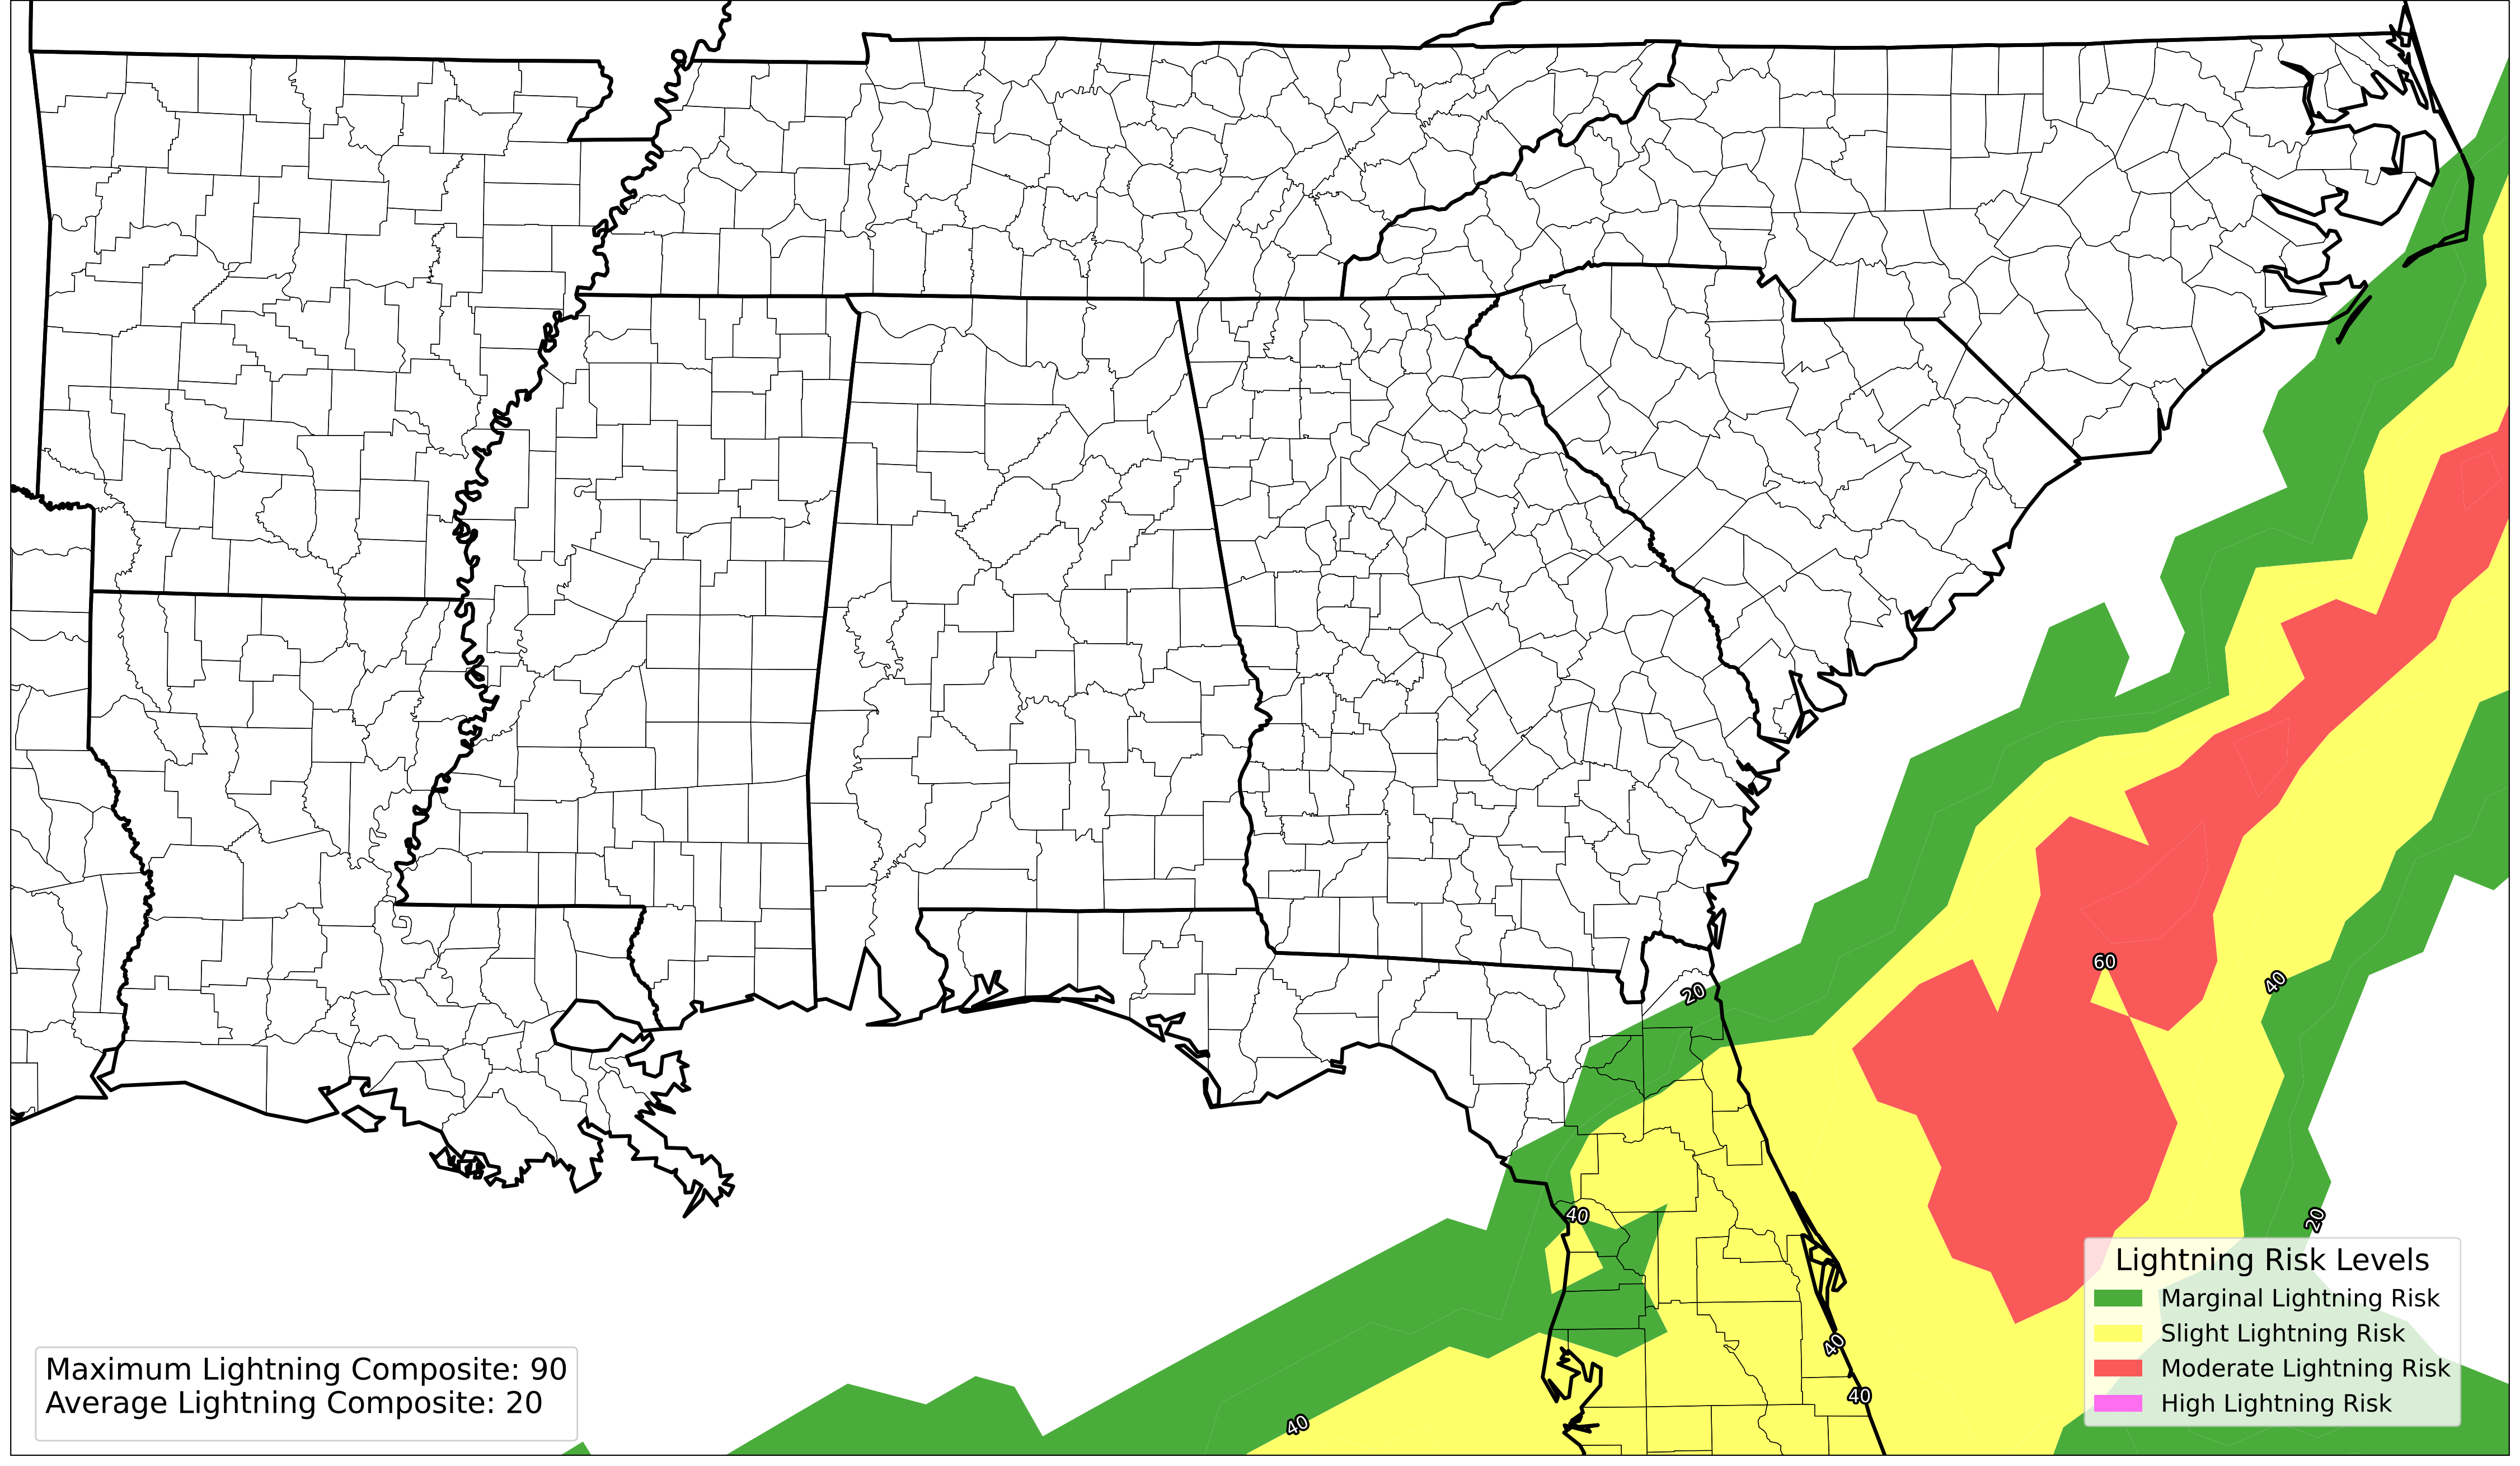 20
60
40
40
20
40
40
40
Maximum Lightning Composite: 90
Average Lightning Composite: 20
Lightning Risk Levels
Marginal Lightning Risk
Slight Lightning Risk
Moderate Lightning Risk
High Lightning Risk